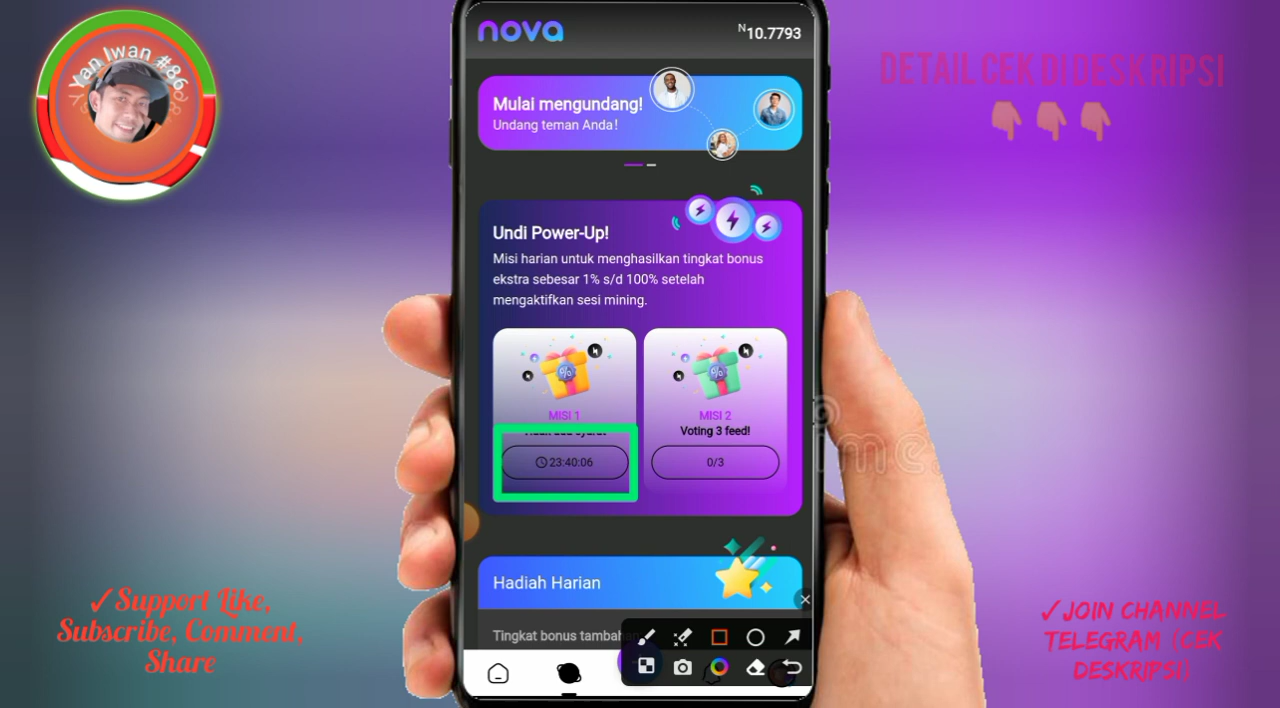 Yan Iwan #86
nova
N10.7793
DETAIL CEK DI DESKRIPSI
Mulai mengundang!
Undang teman Anda!
Undi Power-Up!
Misi harian untuk menghasilkan tingkat bonus
ekstra sebesar 1% s/d 100% setelah
mengaktifkan sesi mining.
MISI 1
23:40:06
MISI 2
Voting 3 feed!
0/3
Hadiah Harian
Tingkat bonus
✓Support Like,
Subscribe, Comment,
Share
✓JOIN CHANNEL
TELEGRAM (CEK
DESKRIPSI)